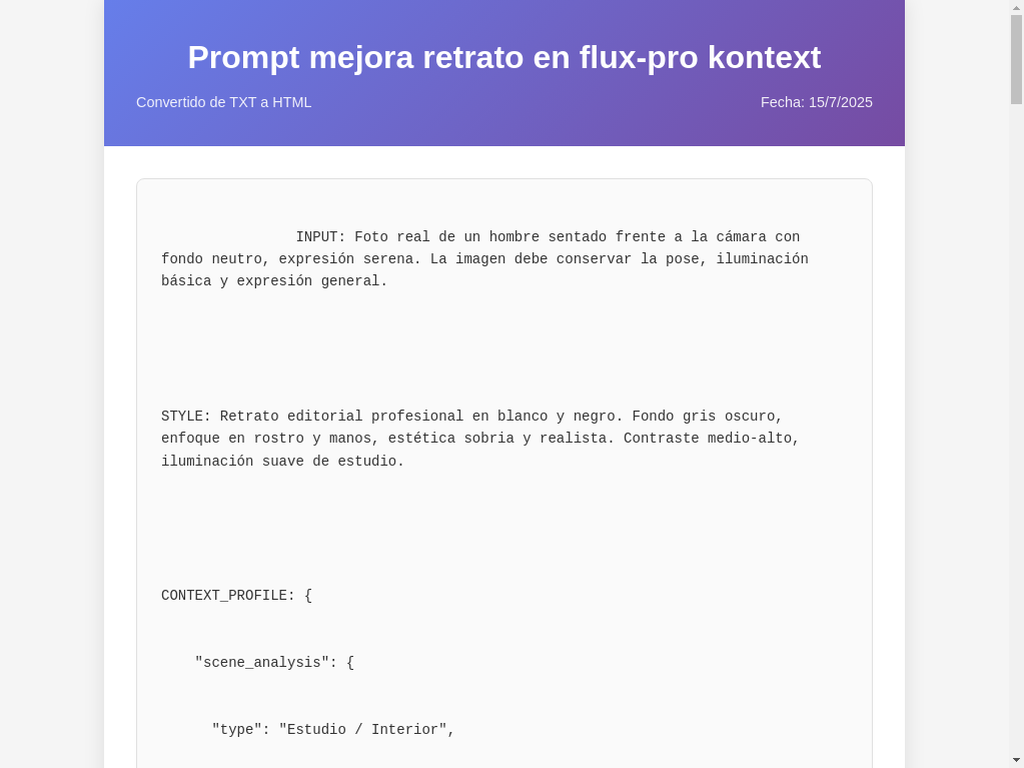 Prompt mejora retrato en flux-pro kontext
Convertido de TXT a HTML
Fecha: 15/7/2025
INPUT: Foto real de un hombre sentado frente a la cámara con
fondo neutro, expresión serena. La imagen debe conservar la pose, iluminación
básica y expresión general.
STYLE: Retrato editorial profesional en blanco y negro. Fondo gris oscuro,
enfoque en rostro y manos, estética sobria y realista. Contraste medio-alto,
iluminación suave de estudio.
CONTEXT_PROFILE: {
"scene_analysis": {
"type": "Estudio / Interior",